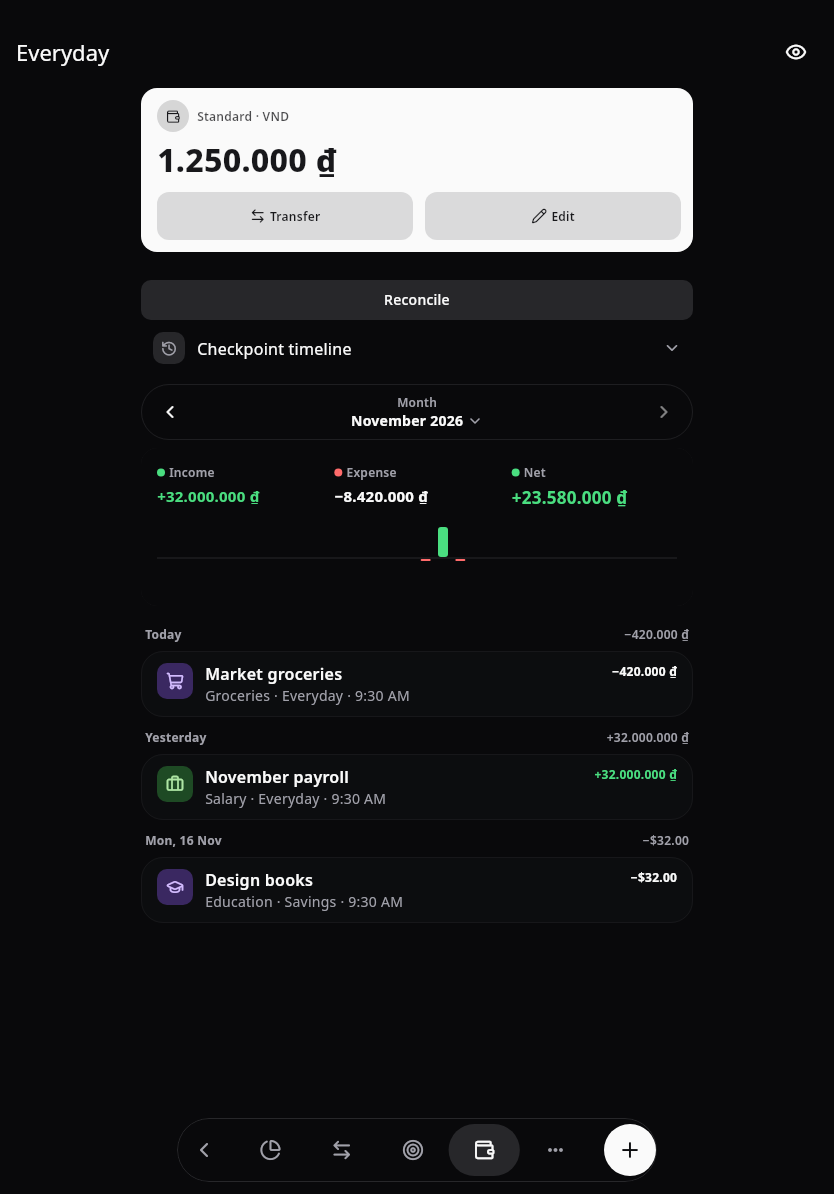 Everyday
Standard · VND
1.250.000 ₫
Transfer
Edit
Reconcile
Checkpoint timeline
Month
November 2026
Income
Expense
Net
+32.000.000 ₫
−8.420.000 ₫
+23.580.000 ₫
Today
−420.000 ₫
Market groceries
−420.000 ₫
Groceries · Everyday · 9:30 AM
Yesterday
+32.000.000 ₫
November payroll
+32.000.000 ₫
Salary · Everyday · 9:30 AM
Mon, 16 Nov
−$32.00
Design books
−$32.00
Education · Savings · 9:30 AM